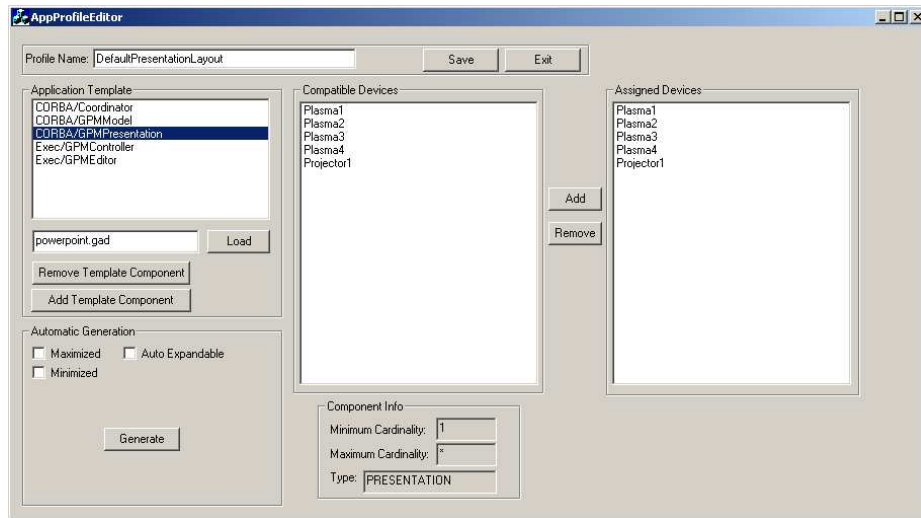 AppProfileEditor
Profile Name: DefaultPresentationLayout Save Exit
Application Template
CORBA/Coordinator
CORBA/GPMModel
CORBA/GPMPresentation
Exec/GPMController
Exec/GPMEditor
powerpoint.gad Load
Remove Template Component
Add Template Component
Automatic Generation
Maximized Auto Expandable
Minimized
Generate
Compatible Devices
Plasma1
Plasma2
Plasma3
Plasma4
Projector1
Add
Remove
Assigned Devices
Plasma1
Plasma2
Plasma3
Plasma4
Projector1
Component Info
Minimum Cardinality: 1
Maximum Cardinality: *
Type: PRESENTATION